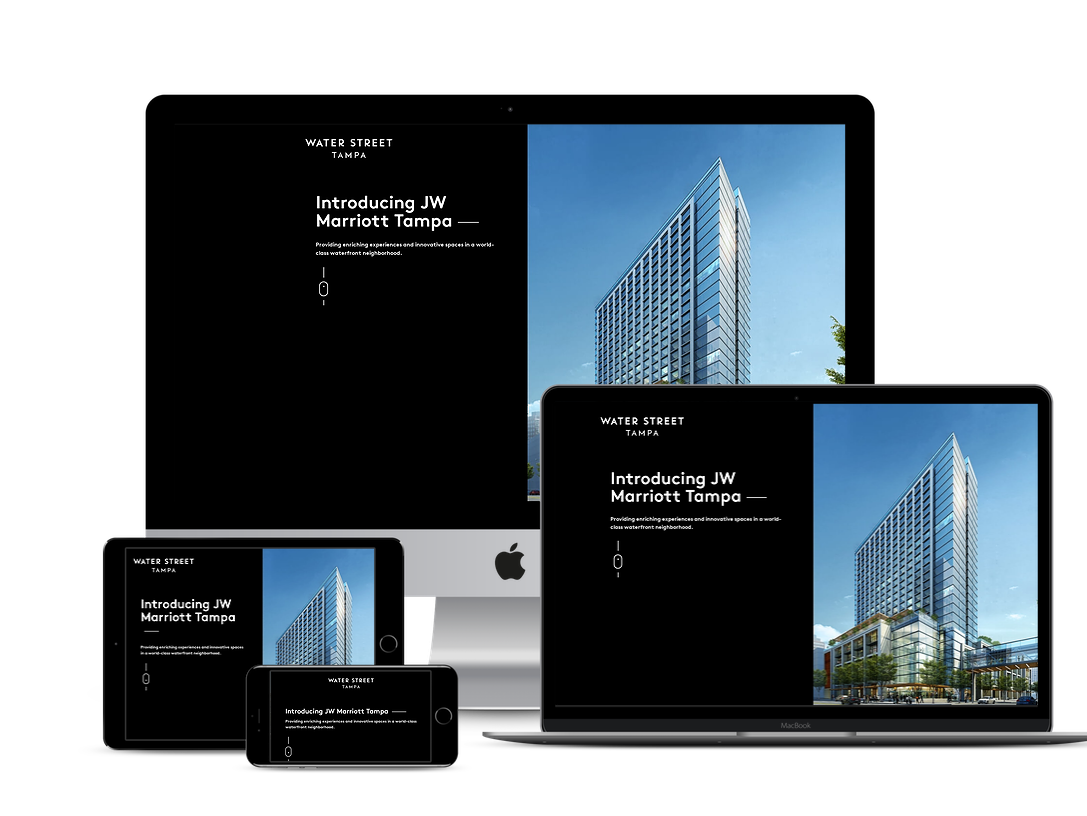 WATER STREET
TAMPA
Introducing JW
Marriott Tampa
Providing enriching experiences and innovative spaces in a world-
class waterfront neighborhood.
WATER STREET
TAMPA
Introducing JW
Marriott Tampa
Providing enriching experiences and innovative spaces in a world-
class waterfront neighborhood.
MacBook
WATER STREET
TAMPA
Introducing JW
Marriott Tampa
Providing enriching experiences and innovative spaces
in a world-class waterfront neighborhood.
WATER STREET
TAMPA
Introducing JW Marriott Tampa
Providing enriching experiences and innovative spaces in a world-class
waterfront neighborhood.